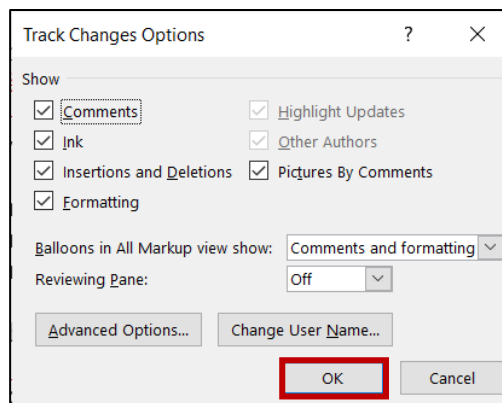 Track Changes Options ?
Show
Comments Highlight Updates
Ink Other Authors
Insertions and Deletions Pictures By Comments
Formatting
Balloons in All Markup view show: Comments and formatting
Reviewing Pane: Off
Advanced Options... Change User Name...
OK Cancel